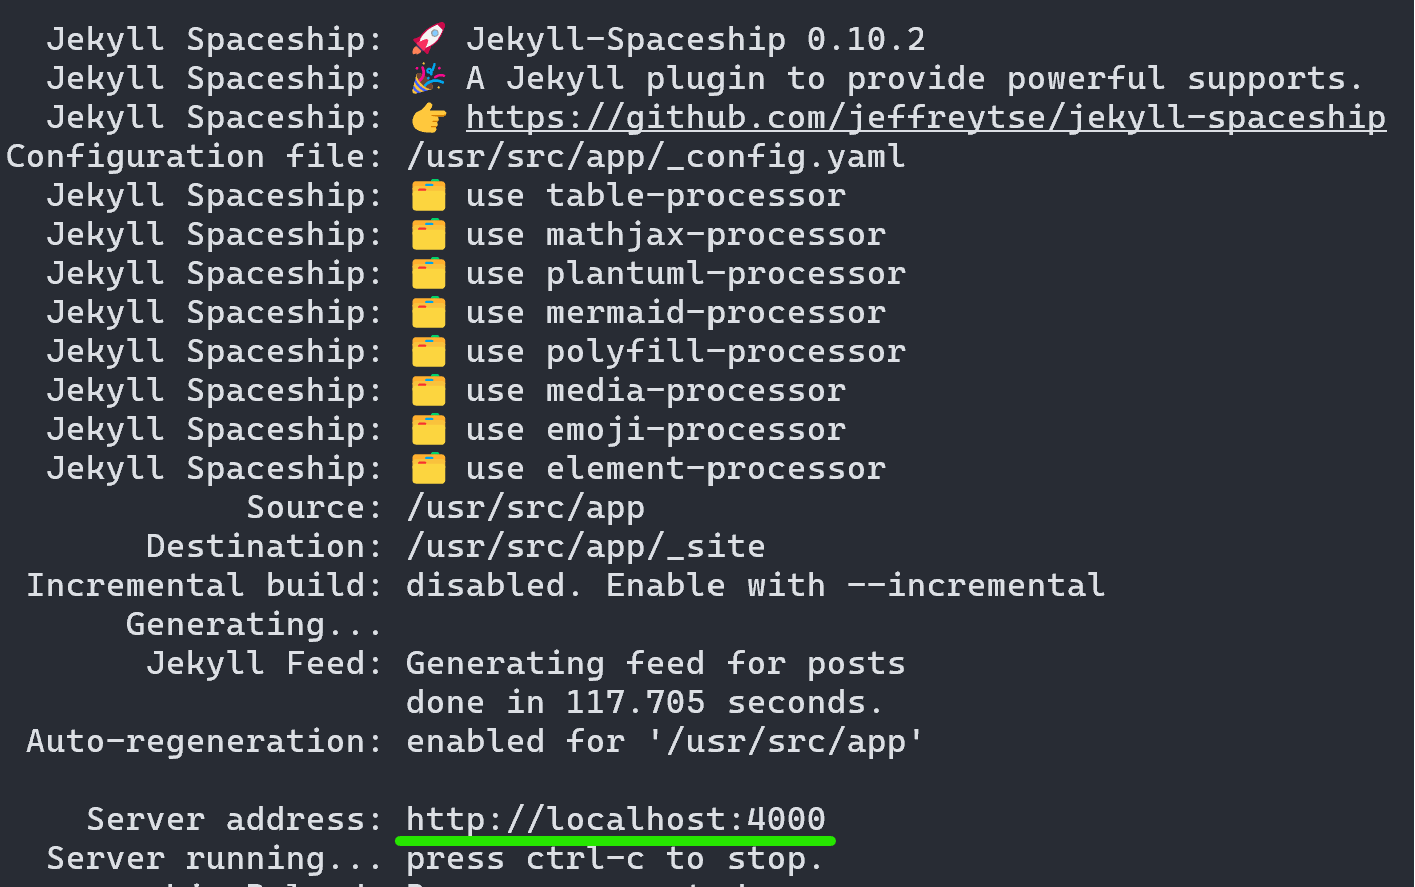 Jekyll Spaceship: 🚀 Jekyll-Spaceship 0.10.2
Jekyll Spaceship: 🎉 A Jekyll plugin to provide powerful supports.
Jekyll Spaceship: 👉 https://github.com/jeffreytse/jekyll-spaceship
Configuration file: /usr/src/app/_config.yaml
Jekyll Spaceship: 🗂️ use table-processor
Jekyll Spaceship: 🗂️ use mathjax-processor
Jekyll Spaceship: 🗂️ use plantuml-processor
Jekyll Spaceship: 🗂️ use mermaid-processor
Jekyll Spaceship: 🗂️ use polyfill-processor
Jekyll Spaceship: 🗂️ use media-processor
Jekyll Spaceship: 🗂️ use emoji-processor
Jekyll Spaceship: 🗂️ use element-processor
Source: /usr/src/app
Destination: /usr/src/app/_site
Incremental build: disabled. Enable with --incremental
Generating...
Jekyll Feed: Generating feed for posts
done in 117.705 seconds.
Auto-regeneration: enabled for '/usr/src/app'
Server address: http://localhost:4000
Server running... press ctrl-c to stop.